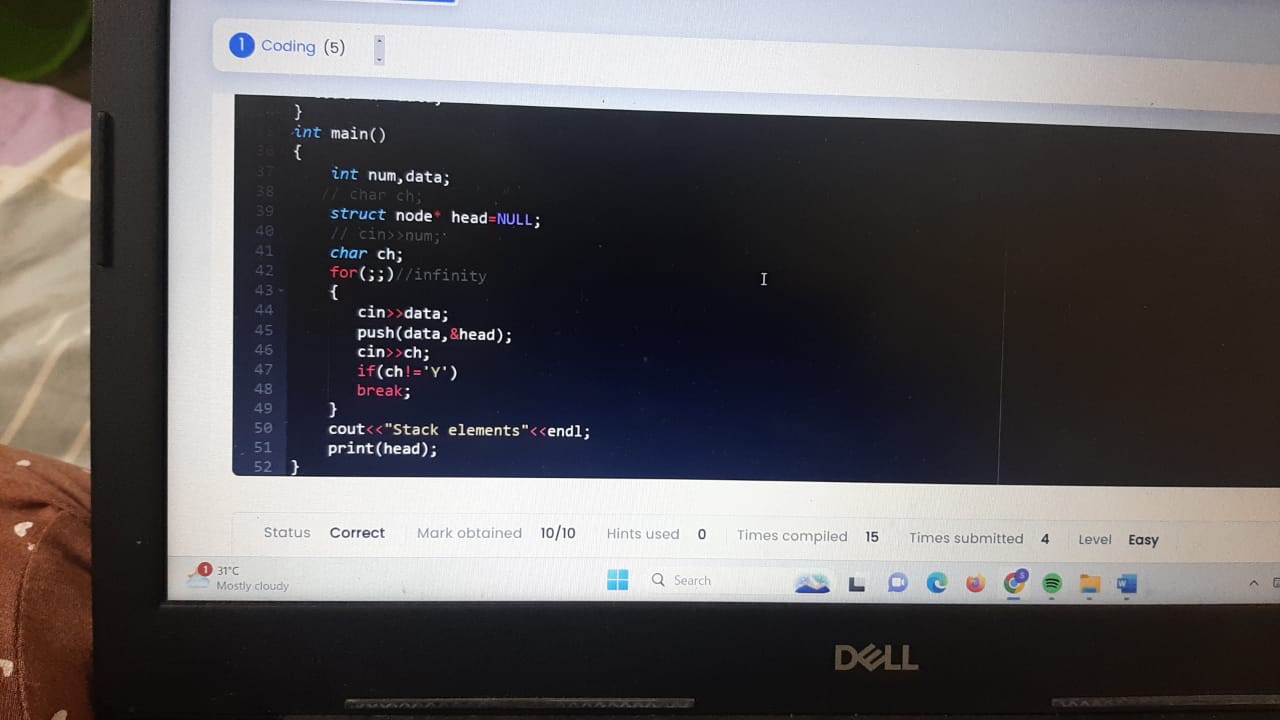 1 Coding (5)
}
int main()
36 {
37 int num,data;
38 // char ch;
39 struct node* head=NULL;
40 // cin>>num;
41 char ch;
42 for(;;)//infinity
43 {
44 cin>>data;
45 push(data,&head);
46 cin>>ch;
47 if(ch!='Y')
48 break;
49 }
50 cout<<"Stack elements"<<endl;
51 print(head);
52 }
Status Correct Mark obtained 10/10 Hints used 0 Times compiled 15 Times submitted 4 Level Easy
1 31°C
Mostly cloudy
Search
DELL